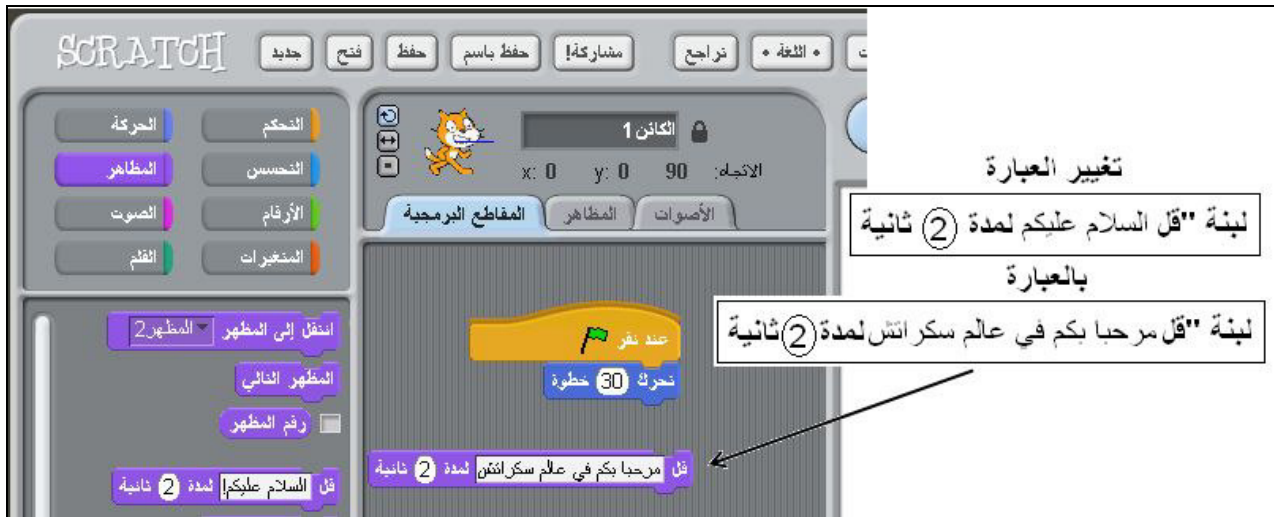 SCRATCH
جديد
فتح
حفظ
حفظ باسم
مشاركة!
تراجع
• اللغة •
ت
التحكم
الحركة
التحسس
المظاهر
الأرقام
الصوت
المتغيرات
القلم
انتقل إلى المظهر المظهر2
المظهر التالي
رقم المظهر
قل السلام عليكم! لمدة 2 ثانية
الكائن 1
الاتجاه: 90 y: 0 x: 0
المقاطع البرمجية
المظاهر
الأصوات
عند نقر
تحرك 30 خطوة
قل مرحبا بكم في عالم سكراتش لمدة 2 ثانية
تغيير العبارة
لبنة "قل السلام عليكم لمدة 2 ثانية
بالعبارة
لبنة "قل مرحبا بكم في عالم سكراتش لمدة 2 ثانية